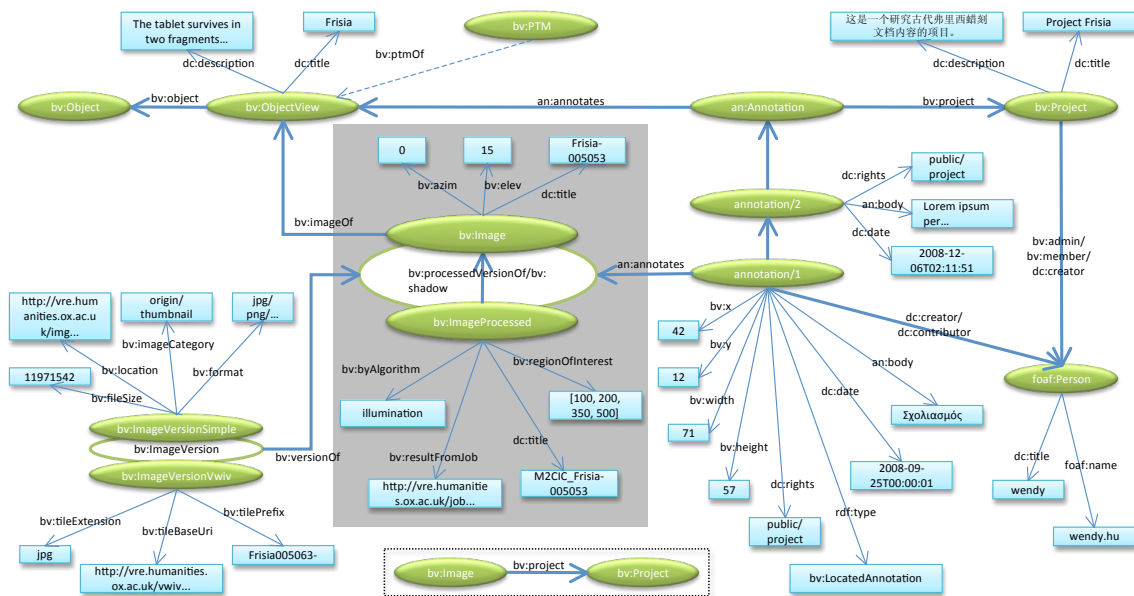 The tablet survives in
two fragments…
Frisia
bv:PTM
这是一个研究古代弗里西蜡刻
文档内容的项目。
Project Frisia
dc:description
dc:title
bv:ptmOf
dc:description
dc:title
bv:Object
bv:object
bv:ObjectView
an:annotates
an:Annotation
bv:project
bv:Project
0
15
Frisia-
005053
bv:azim
bv:elev
dc:title
bv:imageOf
bv:Image
bv:processedVersionOf/bv:
shadow
bv:ImageProcessed
an:annotates
annotation/2
dc:rights
public/
project
an:body
Lorem ipsum
per…
dc:date
2008-12-
06T02:11:51
annotation/1
bv:admin/
bv:member/
dc:creator
http://vre.hum
anities.ox.ac.u
k/img…
origin/
thumbnail
jpg/
png/…
bv:imageCategory
bv:location
bv:format
11971542
bv:fileSize
bv:ImageVersionSimple
bv:ImageVersion
bv:versionOf
bv:ImageVersionVwiv
bv:tileExtension
bv:tileBaseUri
bv:tilePrefix
jpg
http://vre.humanities.
ox.ac.uk/vwiv…
Frisia005063-
bv:byAlgorithm
bv:regionOfInterest
illumination
[100, 200,
350, 500]
bv:resultFromJob
dc:title
http://vre.humanitie
s.ox.ac.uk/job…
M2CIC_Frisia-
005053
bv:x
42
bv:y
12
bv:width
71
bv:height
57
dc:rights
public/
project
rdf:type
bv:LocatedAnnotation
dc:date
2008-09-
25T00:00:01
an:body
Σχολιασμός
dc:creator/
dc:contributor
foaf:Person
dc:title
foaf:name
wendy
wendy.hu
bv:Image
bv:project
bv:Project